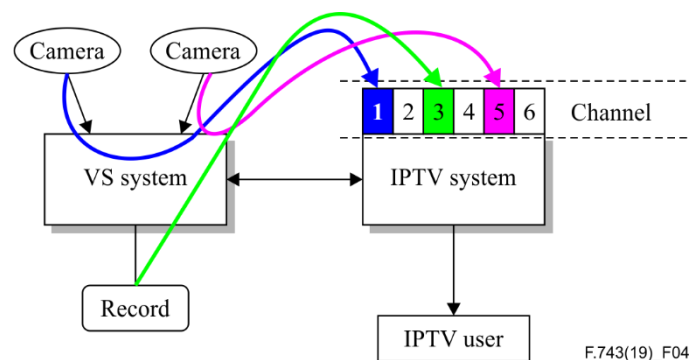 Camera
Camera
1 2 3 4 5 6
Channel
VS system
IPTV system
Record
IPTV user
F.743(19)_F04